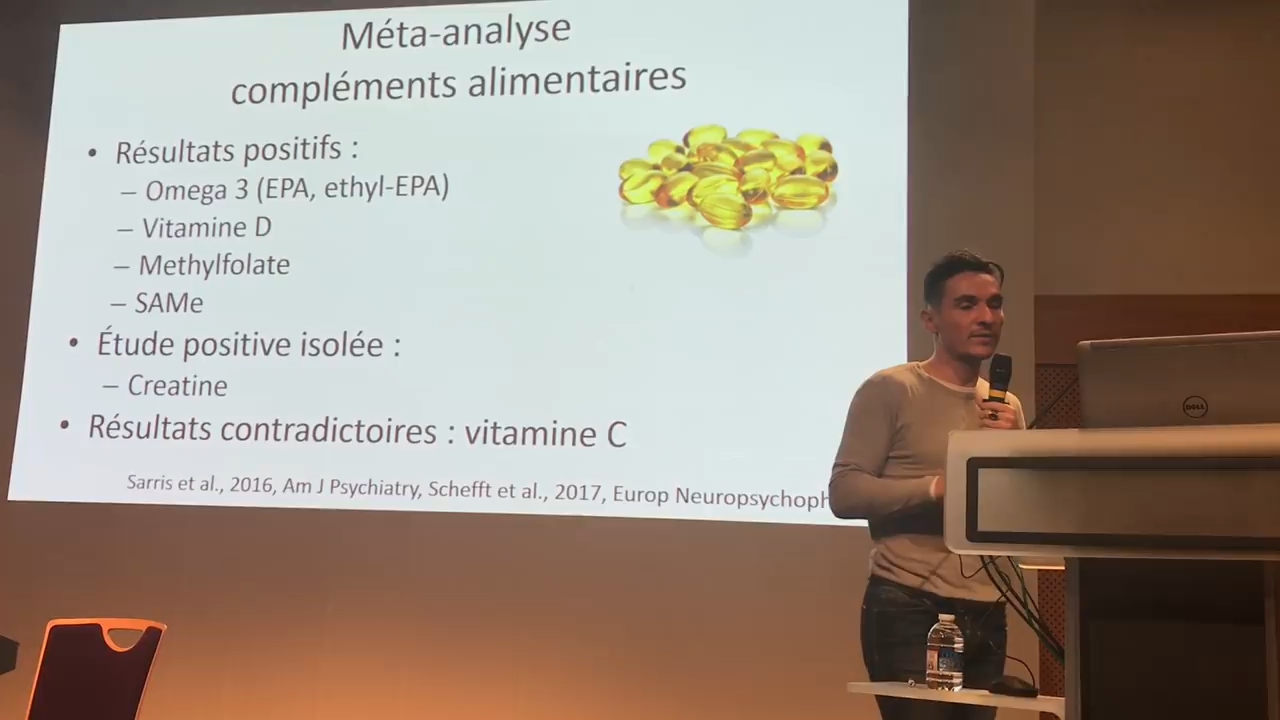 Méta-analyse
compléments alimentaires
• Résultats positifs :
– Omega 3 (EPA, ethyl-EPA)
– Vitamine D
– Methylfolate
– SAMe
• Étude positive isolée :
– Creatine
• Résultats contradictoires : vitamine C
Sarris et al., 2016, Am J Psychiatry, Schefft et al., 2017, Europ Neuropsychoph
DELL